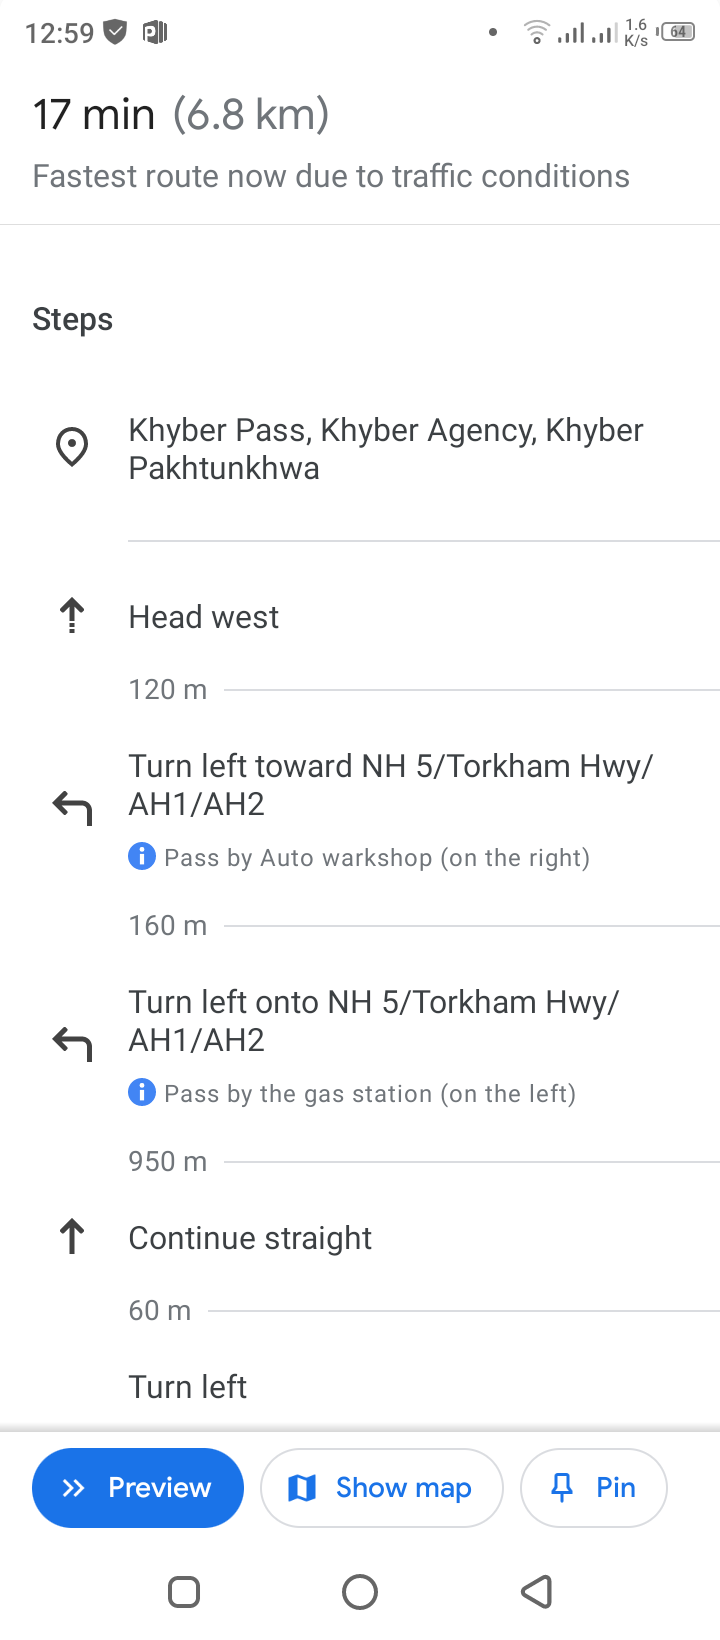 12:59
1.6
K/s
64
17 min (6.8 km)
Fastest route now due to traffic conditions
Steps
Khyber Pass, Khyber Agency, Khyber
Pakhtunkhwa
Head west
120 m
Turn left toward NH 5/Torkham Hwy/
AH1/AH2
Pass by Auto warkshop (on the right)
160 m
Turn left onto NH 5/Torkham Hwy/
AH1/AH2
Pass by the gas station (on the left)
950 m
Continue straight
60 m
Turn left
Preview
Show map
Pin